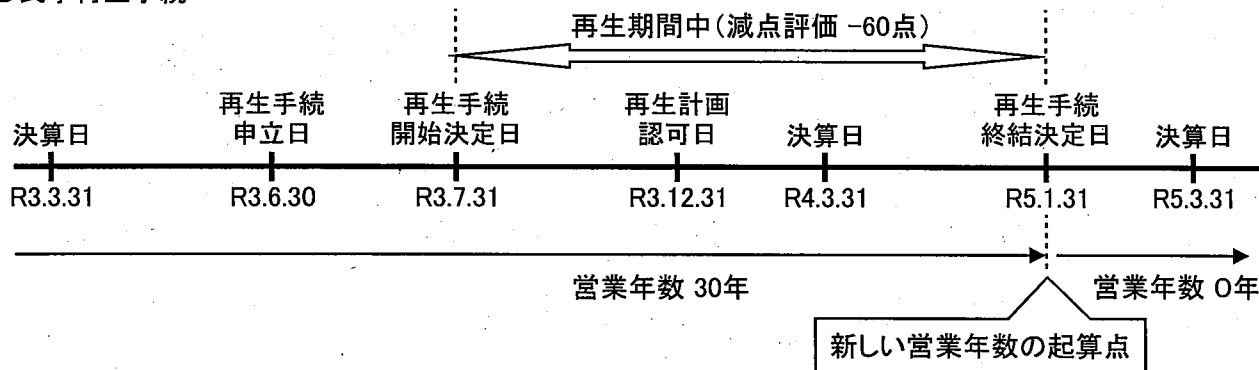 再生期間中(減点評価 -60点)
決算日
再生手続
申立日
再生手続
開始決定日
再生計画
認可日
決算日
再生手続
終結決定日
決算日
R3.3.31
R3.6.30
R3.7.31
R3.12.31
R4.3.31
R5.1.31
R5.3.31
営業年数 30年
営業年数 0年
新しい営業年数の起算点